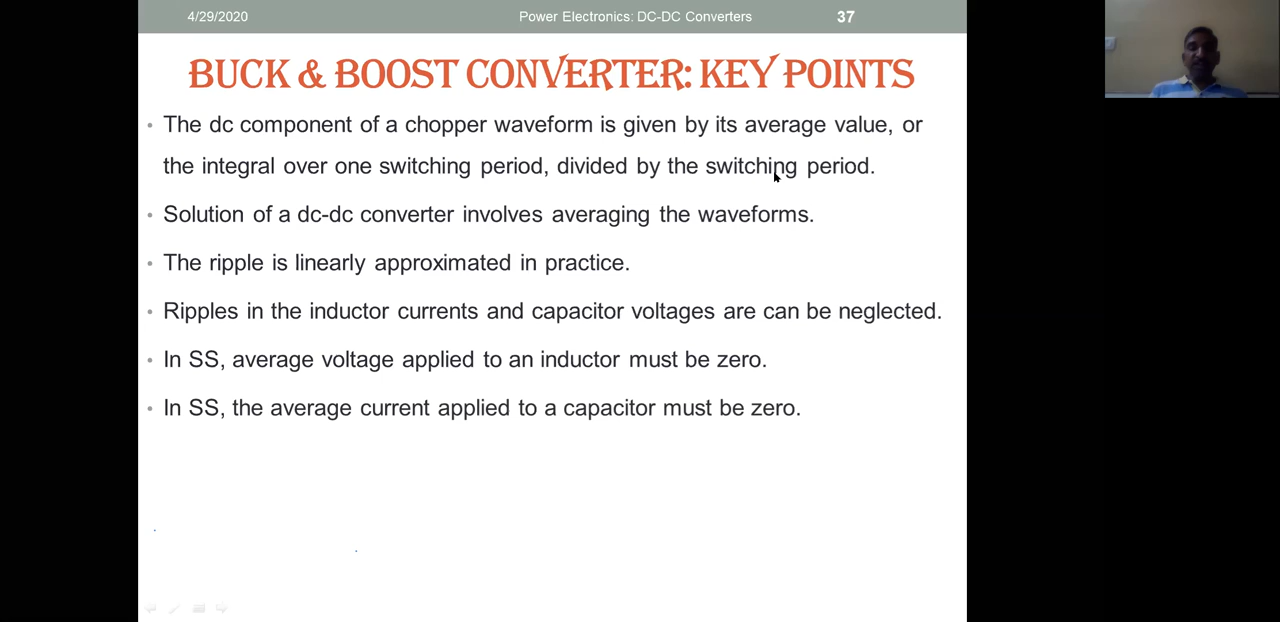 4/29/2020 Power Electronics: DC-DC Converters 37
BUCK & BOOST CONVERTER: KEY POINTS
• The dc component of a chopper waveform is given by its average value, or
the integral over one switching period, divided by the switching period.
• Solution of a dc-dc converter involves averaging the waveforms.
• The ripple is linearly approximated in practice.
• Ripples in the inductor currents and capacitor voltages are can be neglected.
• In SS, average voltage applied to an inductor must be zero.
• In SS, the average current applied to a capacitor must be zero.